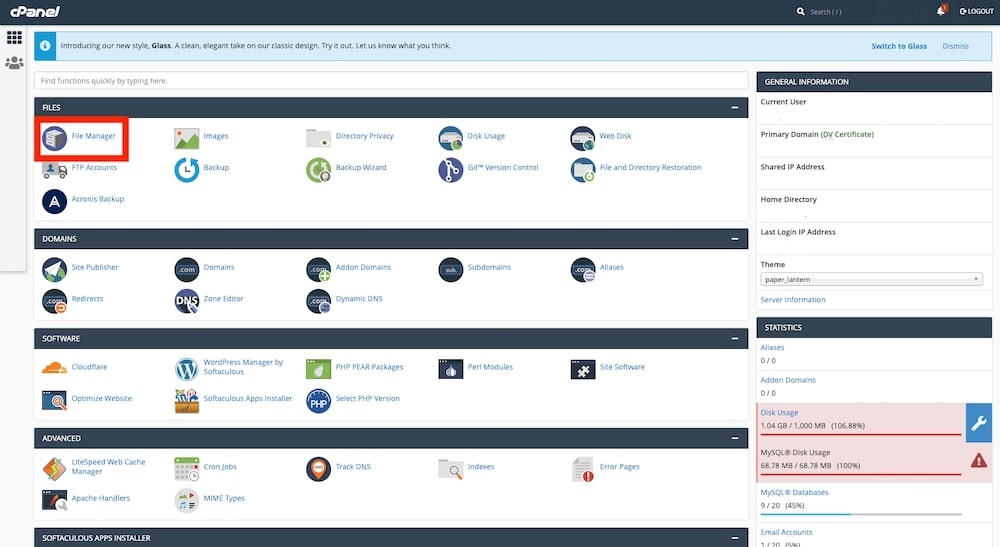 cPanel
Search ( / )
1
LOGOUT
Introducing our new style, Glass. A clean, elegant take on our classic design. Try it out. Let us know what you think.
Switch to Glass
Dismiss
Find functions quickly by typing here.
FILES
File Manager
Images
Directory Privacy
Disk Usage
Web Disk
FTP Accounts
Backup
Backup Wizard
Git™ Version Control
File and Directory Restoration
Acronis Backup
DOMAINS
Site Publisher
Domains
Addon Domains
Subdomains
Aliases
Redirects
Zone Editor
Dynamic DNS
SOFTWARE
Cloudflare
WordPress Manager by
Softaculous
PHP PEAR Packages
Perl Modules
Site Software
Optimize Website
Softaculous Apps Installer
Select PHP Version
ADVANCED
LiteSpeed Web Cache
Manager
Cron Jobs
Track DNS
Indexes
Error Pages
Apache Handlers
MIME Types
SOFTACULOUS APPS INSTALLER
GENERAL INFORMATION
Current User
Primary Domain (DV Certificate)
Shared IP Address
Home Directory
Last Login IP Address
Theme
paper_lantern
Server Information
STATISTICS
Aliases
0 / 0
Addon Domains
0 / 0
Disk Usage
1.04 GB / 1,000 MB (106.88%)
MySQL® Disk Usage
68.78 MB / 68.78 MB (100%)
MySQL® Databases
9 / 20 (45%)
Email Accounts
1 / 20 (5%)